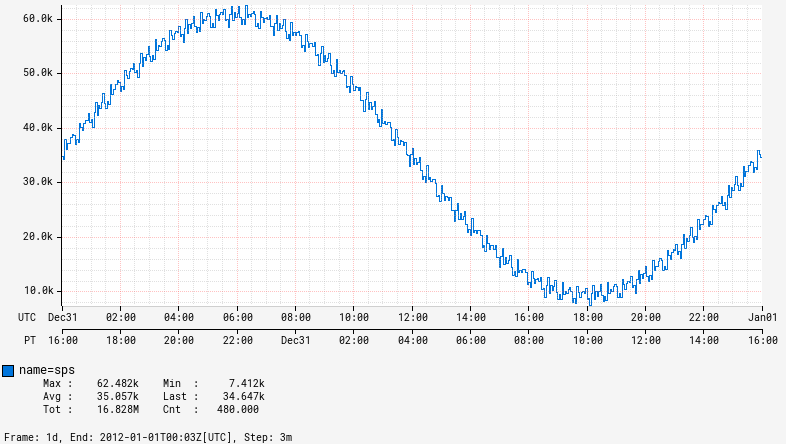 60.0k
50.0k
40.0k
30.0k
20.0k
10.0k
UTC Dec31 02:00 04:00 06:00 08:00 10:00 12:00 14:00 16:00 18:00 20:00 22:00 Jan01
PT 16:00 18:00 20:00 22:00 Dec31 02:00 04:00 06:00 08:00 10:00 12:00 14:00 16:00
name=sps
Max : 62.482k Min : 7.412k
Avg : 35.057k Last : 34.647k
Tot : 16.828M Cnt : 480.000
Frame: 1d, End: 2012-01-01T00:03Z[UTC], Step: 3m